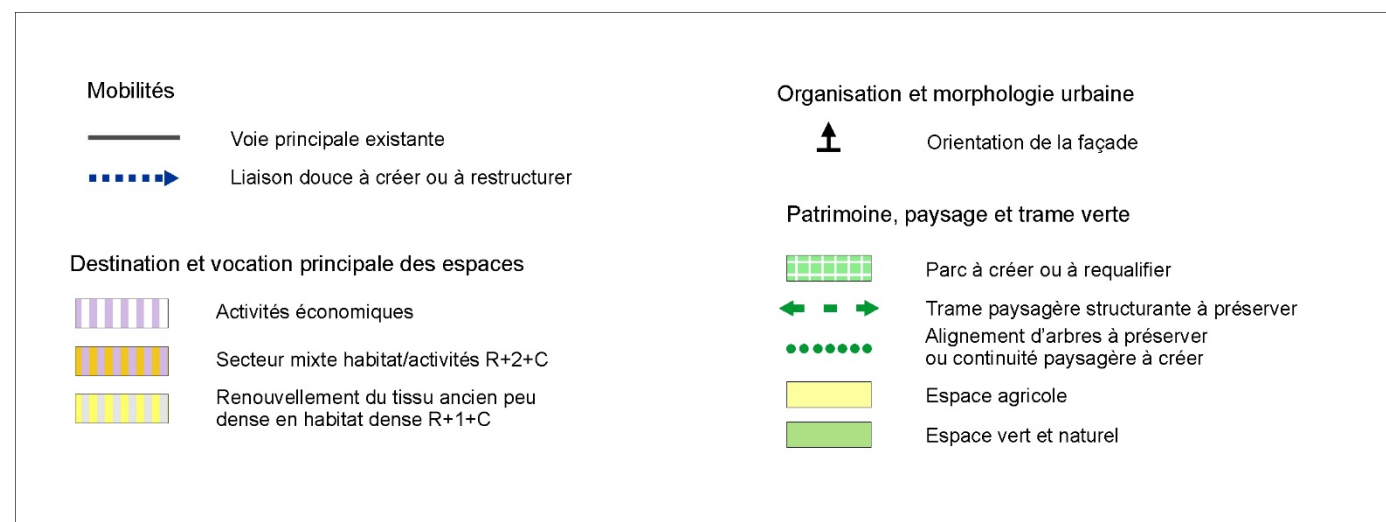 Mobilités
Voie principale existante
Liaison douce à créer ou à restructurer
Destination et vocation principale des espaces
Activités économiques
Secteur mixte habitat/activités R+2+C
Renouvellement du tissu ancien peu
dense en habitat dense R+1+C
Organisation et morphologie urbaine
Orientation de la façade
Patrimoine, paysage et trame verte
Parc à créer ou à requalifier
Trame paysagère structurante à préserver
Alignement d'arbres à préserver
ou continuité paysagère à créer
Espace agricole
Espace vert et naturel